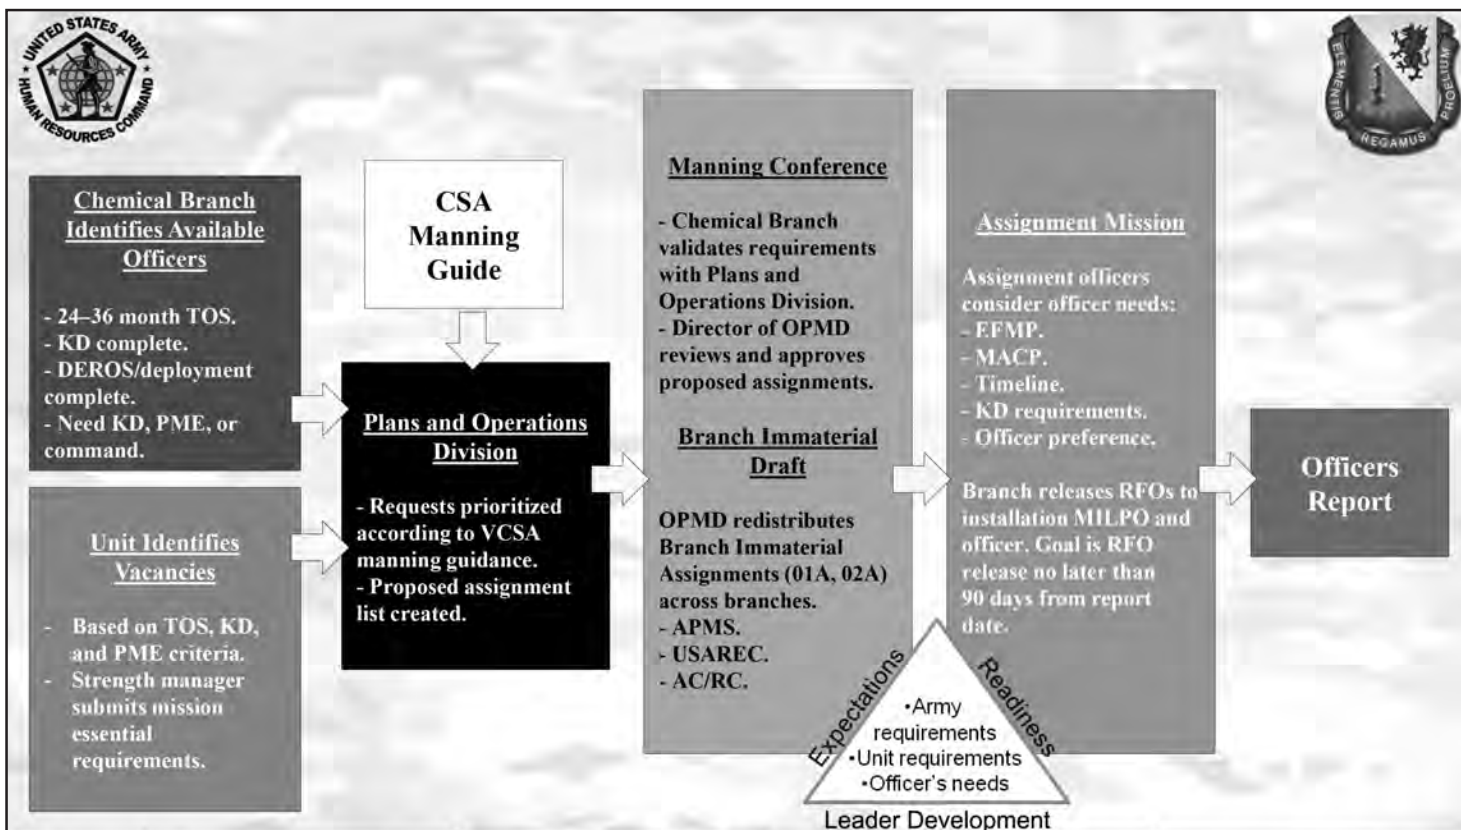 UNITED STATES ARMY
HUMAN RESOURCES COMMAND
ELEMENTIS
REGAMUS
PROELIUM
Chemical Branch
Identifies Available
Officers
- 24–36 month TOS.
- KD complete.
- DEROS/deployment
complete.
- Need KD, PME, or
command.
Unit Identifies
Vacancies
- Based on TOS, KD,
and PME criteria.
- Strength manager
submits mission
essential
requirements.
CSA
Manning
Guide
Plans and Operations
Division
- Requests prioritized
according to VCSA
manning guidance.
- Proposed assignment
list created.
Manning Conference
- Chemical Branch
validates requirements
with Plans and
Operations Division.
- Director of OPMD
reviews and approves
proposed assignments.
Branch Immaterial
Draft
OPMD redistributes
Branch Immaterial
Assignments (01A, 02A)
across branches.
- APMS.
- USAREC.
- AC/RC.
Assignment Mission
Assignment officers
consider officer needs:
- EFMP.
- MACP.
- Timeline.
- KD requirements.
- Officer preference.
Branch releases RFOs to
installation MILPO and
officer. Goal is RFO
release no later than
90 days from report
date.
Expectations
Readiness
•Army
requirements
•Unit requirements
•Officer's needs
Leader Development
Officers
Report